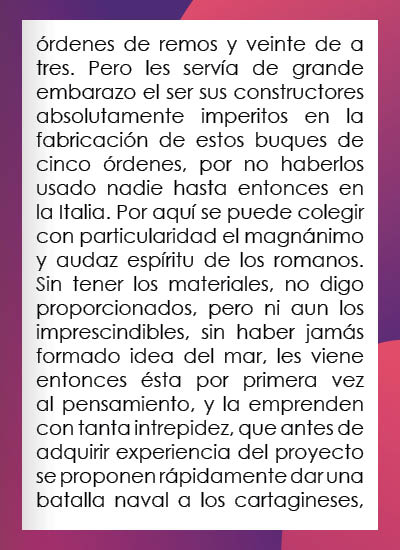 órdenes de remos y veinte de a
tres. Pero les servía de grande
embarazo el ser sus constructores
absolutamente imperitos en la
fabricación de estos buques de
cinco órdenes, por no haberlos
usado nadie hasta entonces en
la Italia. Por aquí se puede colegir
con particularidad el magnánimo
y audaz espíritu de los romanos.
Sin tener los materiales, no digo
proporcionados, pero ni aun los
imprescindibles, sin haber jamás
formado idea del mar, les viene
entonces ésta por primera vez
al pensamiento, y la emprenden
con tanta intrepidez, que antes de
adquirir experiencia del proyecto
se proponen rápidamente dar una
batalla naval a los cartagineses,